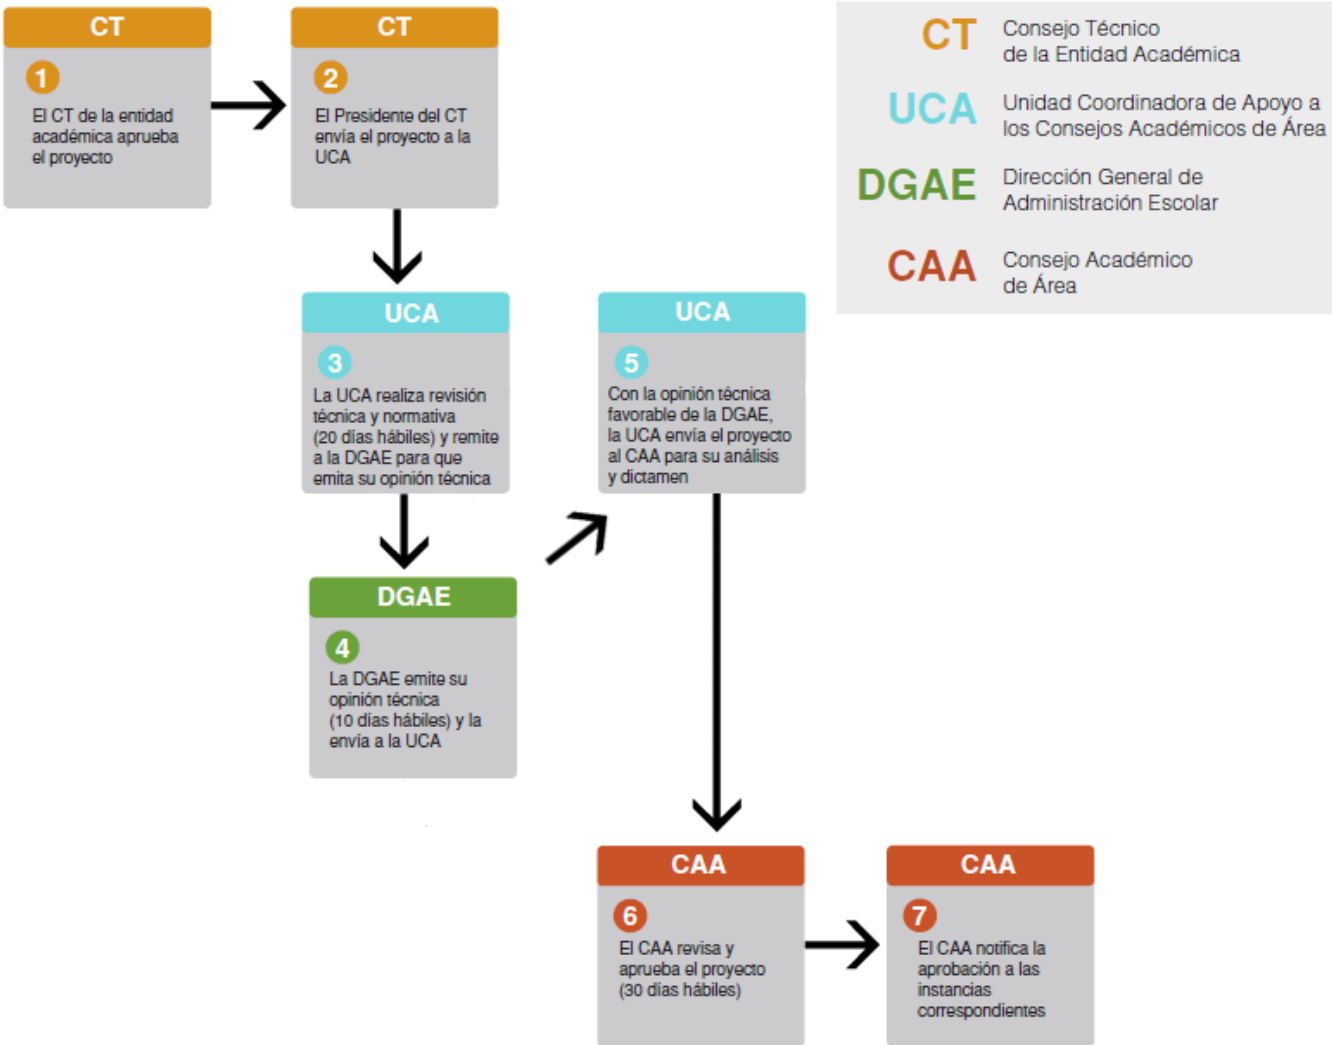 CT
1
El CT de la entidad
académica aprueba
el proyecto
CT
2
El Presidente del CT
envía el proyecto a la
UCA
CT
Consejo Técnico
de la Entidad Académica
UCA
Unidad Coordinadora de Apoyo a
los Consejos Académicos de Área
DGAE
Dirección General de
Administración Escolar
CAA
Consejo Académico
de Área
UCA
3
La UCA realiza revisión
técnica y normativa
(20 días hábiles) y remite
a la DGAE para que
emita su opinión técnica
DGAE
4
La DGAE emite su
opinión técnica
(10 días hábiles) y la
envía a la UCA
UCA
5
Con la opinión técnica
favorable de la DGAE,
la UCA envía el proyecto
al CAA para su análisis
y dictamen
CAA
6
El CAA revisa y
aprueba el proyecto
(30 días hábiles)
CAA
7
El CAA notifica la
aprobación a las
instancias
correspondientes